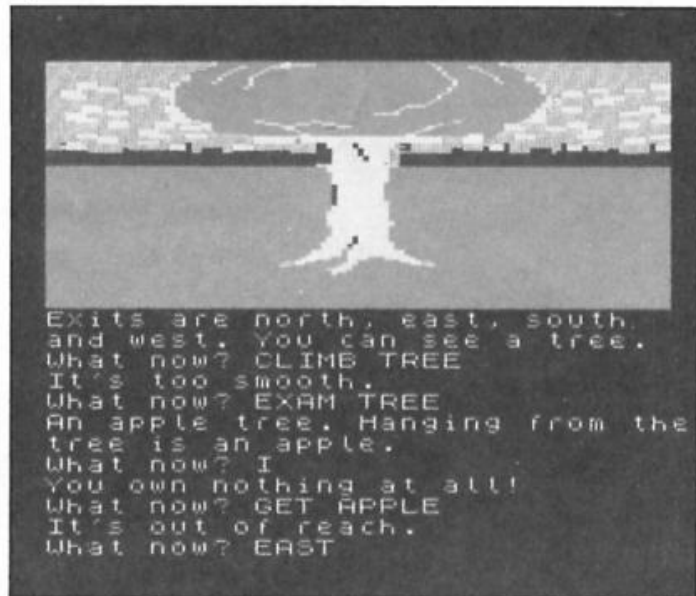 Exits are north, east, south
and west. You can see a tree.
What now? CLIMB TREE
It's too smooth.
What now? EXAM TREE
An apple tree. Hanging from the
tree is an apple.
What now? I
You own nothing at all!
What now? GET APPLE
It's out of reach.
What now? EAST